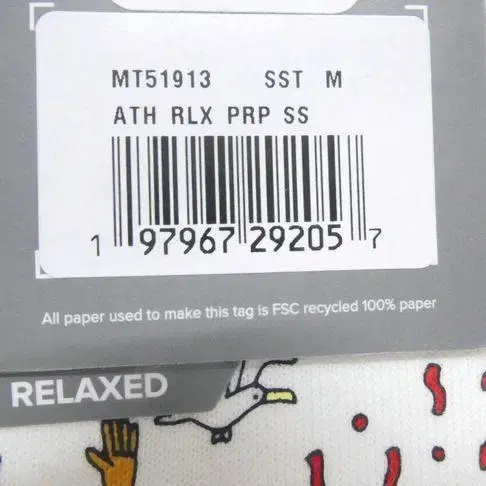 MT51913 SST M
ATH RLX PRP SS
1 97967 29205 7
All paper used to make this tag is FSC recycled 100% paper
RELAXED